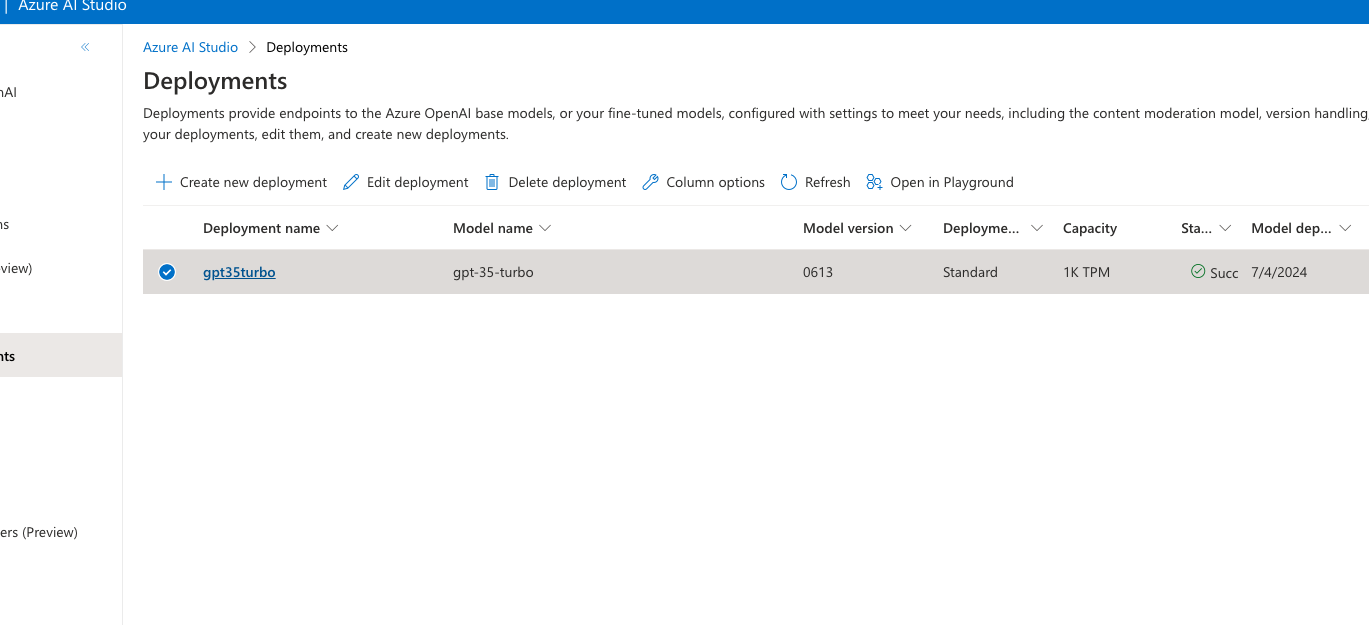 | Azure AI Studio
Azure AI Studio > Deployments
nAI
Deployments
Deployments provide endpoints to the Azure OpenAI base models, or your fine-tuned models, configured with settings to meet your needs, including the content moderation model, version handling,
your deployments, edit them, and create new deployments.
Create new deployment Edit deployment Delete deployment Column options Refresh Open in Playground
Deployment name Model name Model version Deployme... Capacity Sta... Model dep...
gpt35turbo gpt-35-turbo 0613 Standard 1K TPM Succ 7/4/2024
ns
view)
nts
ers (Preview)